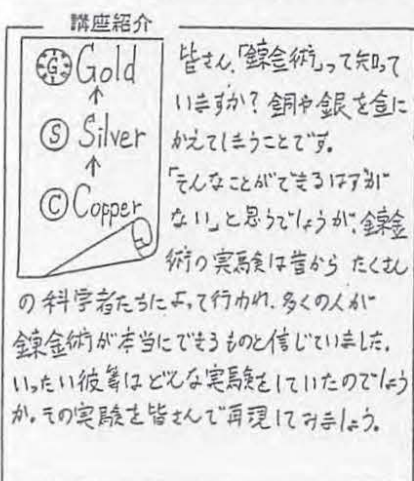 講座紹介
G Gold
↑
S Silver
↑
C Copper
皆さん、「錬金術」って知って
いますか？銅や銀を金に
かえてしまうことです。
「そんなことができるはずが
ない」と思うでしょうが、錬金
術の実験は昔から たくさん
の科学者たちによって行われ、多くの人が
錬金術が本当にできるものと信じていました。
いったい彼等はどんな実験をしていたのでしょう
か。その実験を皆さんで再現してみましょう。